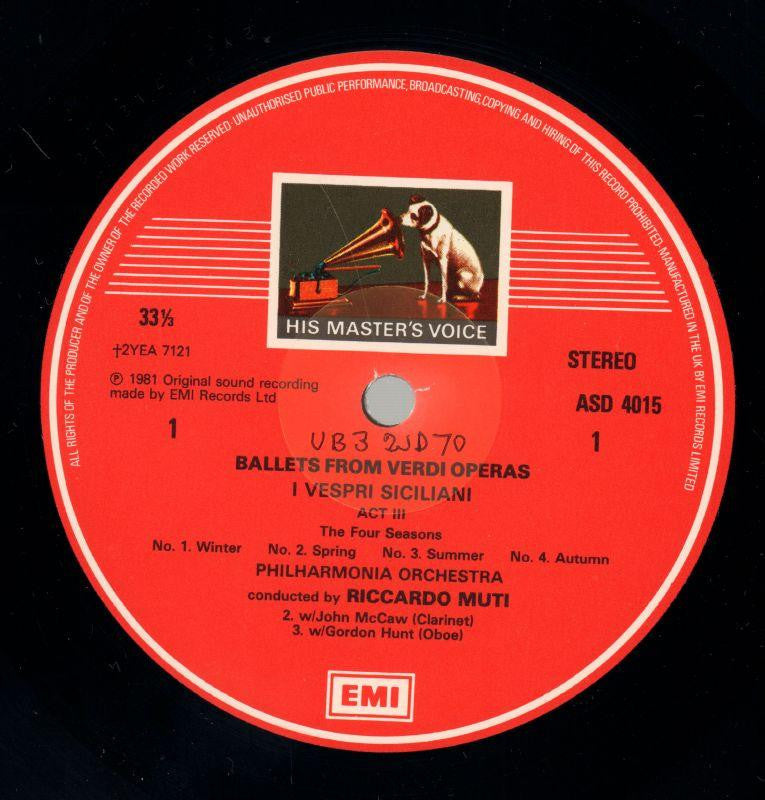 ALL RIGHTS OF THE PRODUCER AND OF THE OWNER OF THE RECORDED WORK RESERVED · UNAUTHORISED PUBLIC PERFORMANCE, BROADCASTING, COPYING AND HIRING OF THIS RECORD PROHIBITED · MANUFACTURED IN THE UK BY EMI RECORDS LIMITED
HIS MASTER'S VOICE
33⅓
†2YEA 7121
STEREO
Ⓟ 1981 Original sound recording
made by EMI Records Ltd
ASD 4015
1
1
BALLETS FROM VERDI OPERAS
I VESPRI SICILIANI
ACT III
The Four Seasons
No. 1. Winter No. 2. Spring No. 3. Summer No. 4. Autumn
PHILHARMONIA ORCHESTRA
conducted by RICCARDO MUTI
2. w/John McCaw (Clarinet)
3. w/Gordon Hunt (Oboe)
EMI